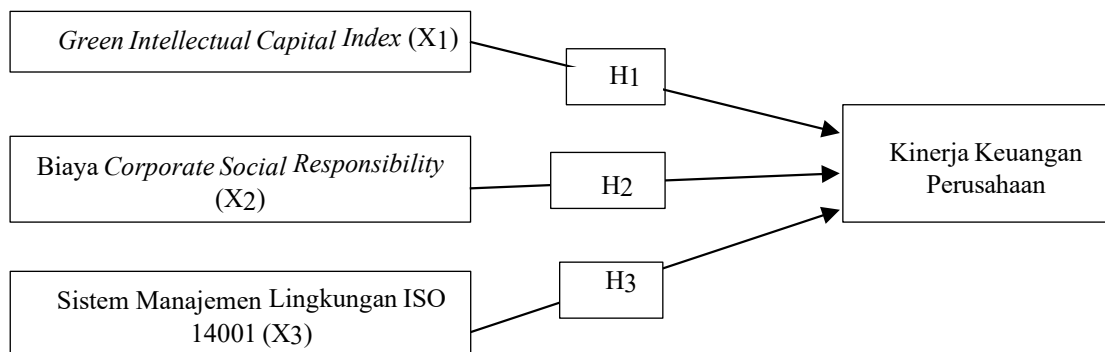 Green Intellectual Capital Index (X1)
H1
Biaya Corporate Social Responsibility
(X2)
H2
Kinerja Keuangan
Perusahaan
Sistem Manajemen Lingkungan ISO
14001 (X3)
H3